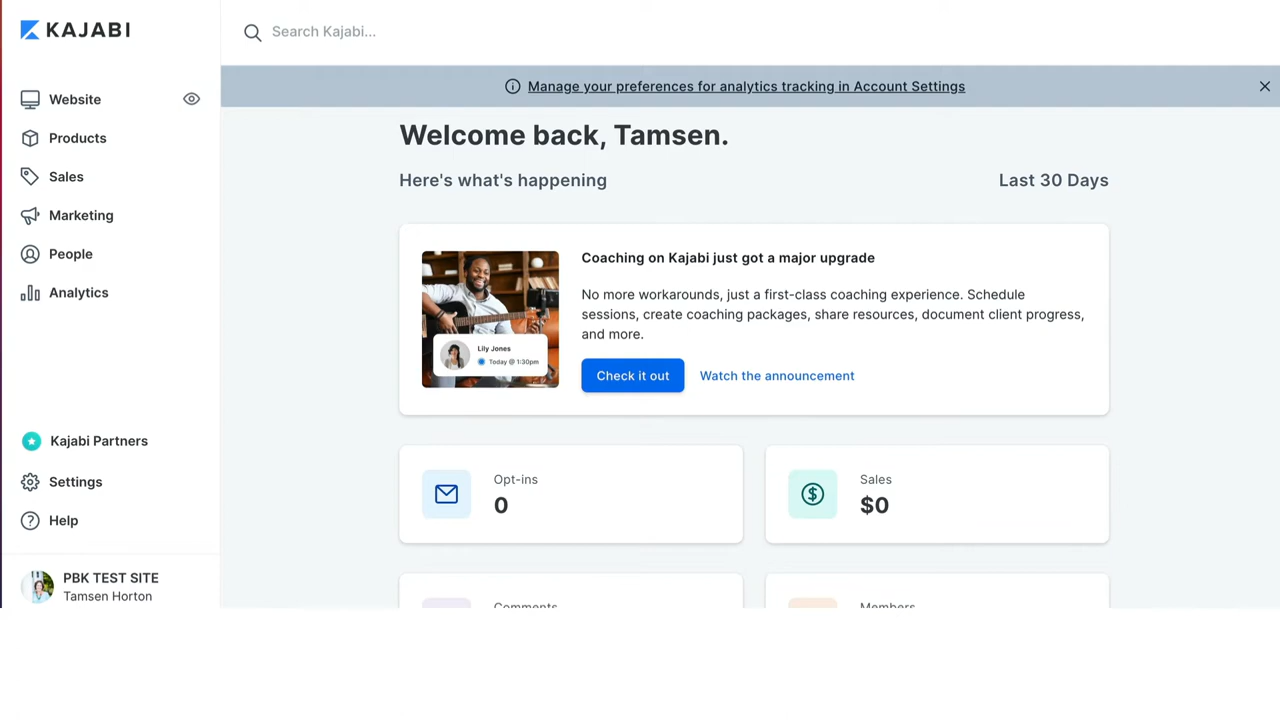 KAJABI
Search Kajabi...
Manage your preferences for analytics tracking in Account Settings
Website
Products
Sales
Marketing
People
Analytics
Kajabi Partners
Settings
Help
PBK TEST SITE
Tamsen Horton
Welcome back, Tamsen.
Here's what's happening
Last 30 Days
Lily Jones
Today @ 1:30pm
Coaching on Kajabi just got a major upgrade
No more workarounds, just a first-class coaching experience. Schedule
sessions, create coaching packages, share resources, document client progress,
and more.
Check it out
Watch the announcement
Opt-ins
0
Sales
$0
Comments
Members